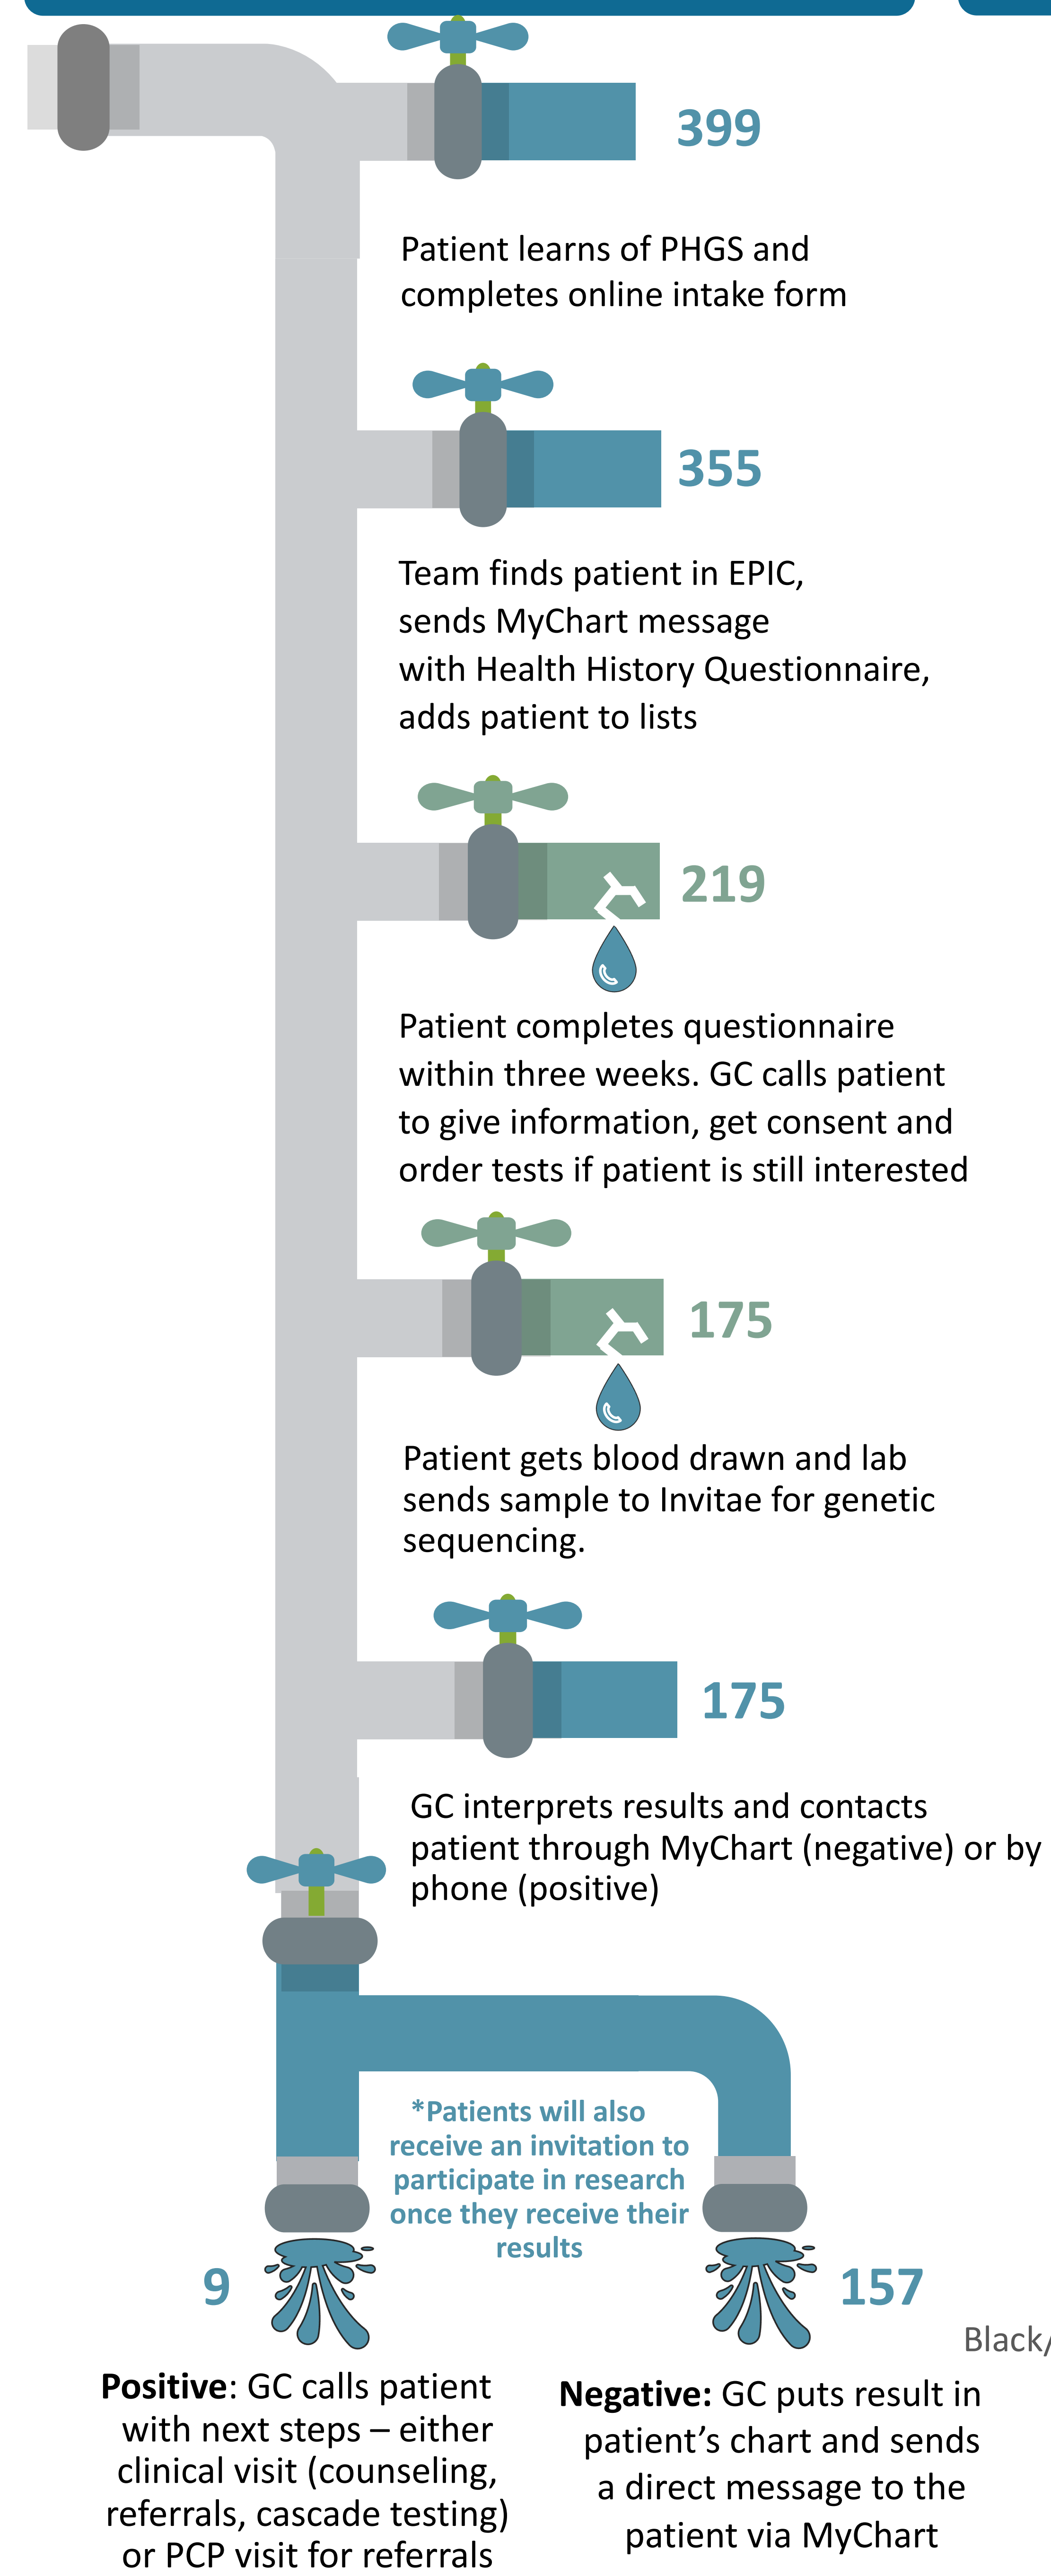 399
Patient learns of PHGS and
completes online intake form
355
Team finds patient in EPIC,
sends MyChart message
with Health History Questionnaire,
adds patient to lists
219
Patient completes questionnaire
within three weeks. GC calls patient
to give information, get consent and
order tests if patient is still interested
175
Patient gets blood drawn and lab
sends sample to Invitae for genetic
sequencing.
175
GC interprets results and contacts
patient through MyChart (negative) or by
phone (positive)
*Patients will also
receive an invitation to
participate in research
once they receive their
results
9
157
Black/
Positive: GC calls patient
with next steps – either
clinical visit (counseling,
referrals, cascade testing)
or PCP visit for referrals
Negative: GC puts result in
patient’s chart and sends
a direct message to the
patient via MyChart